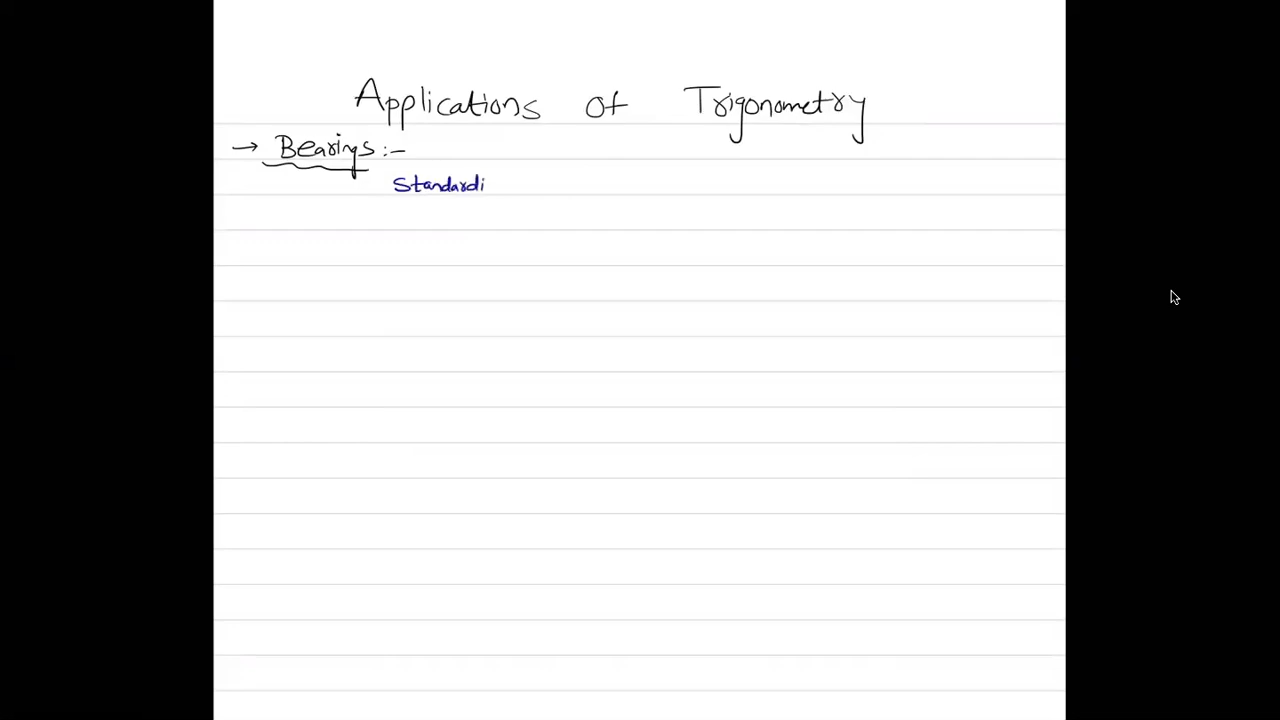 Applications of Trigonometry
→ Bearings :-
Standardi